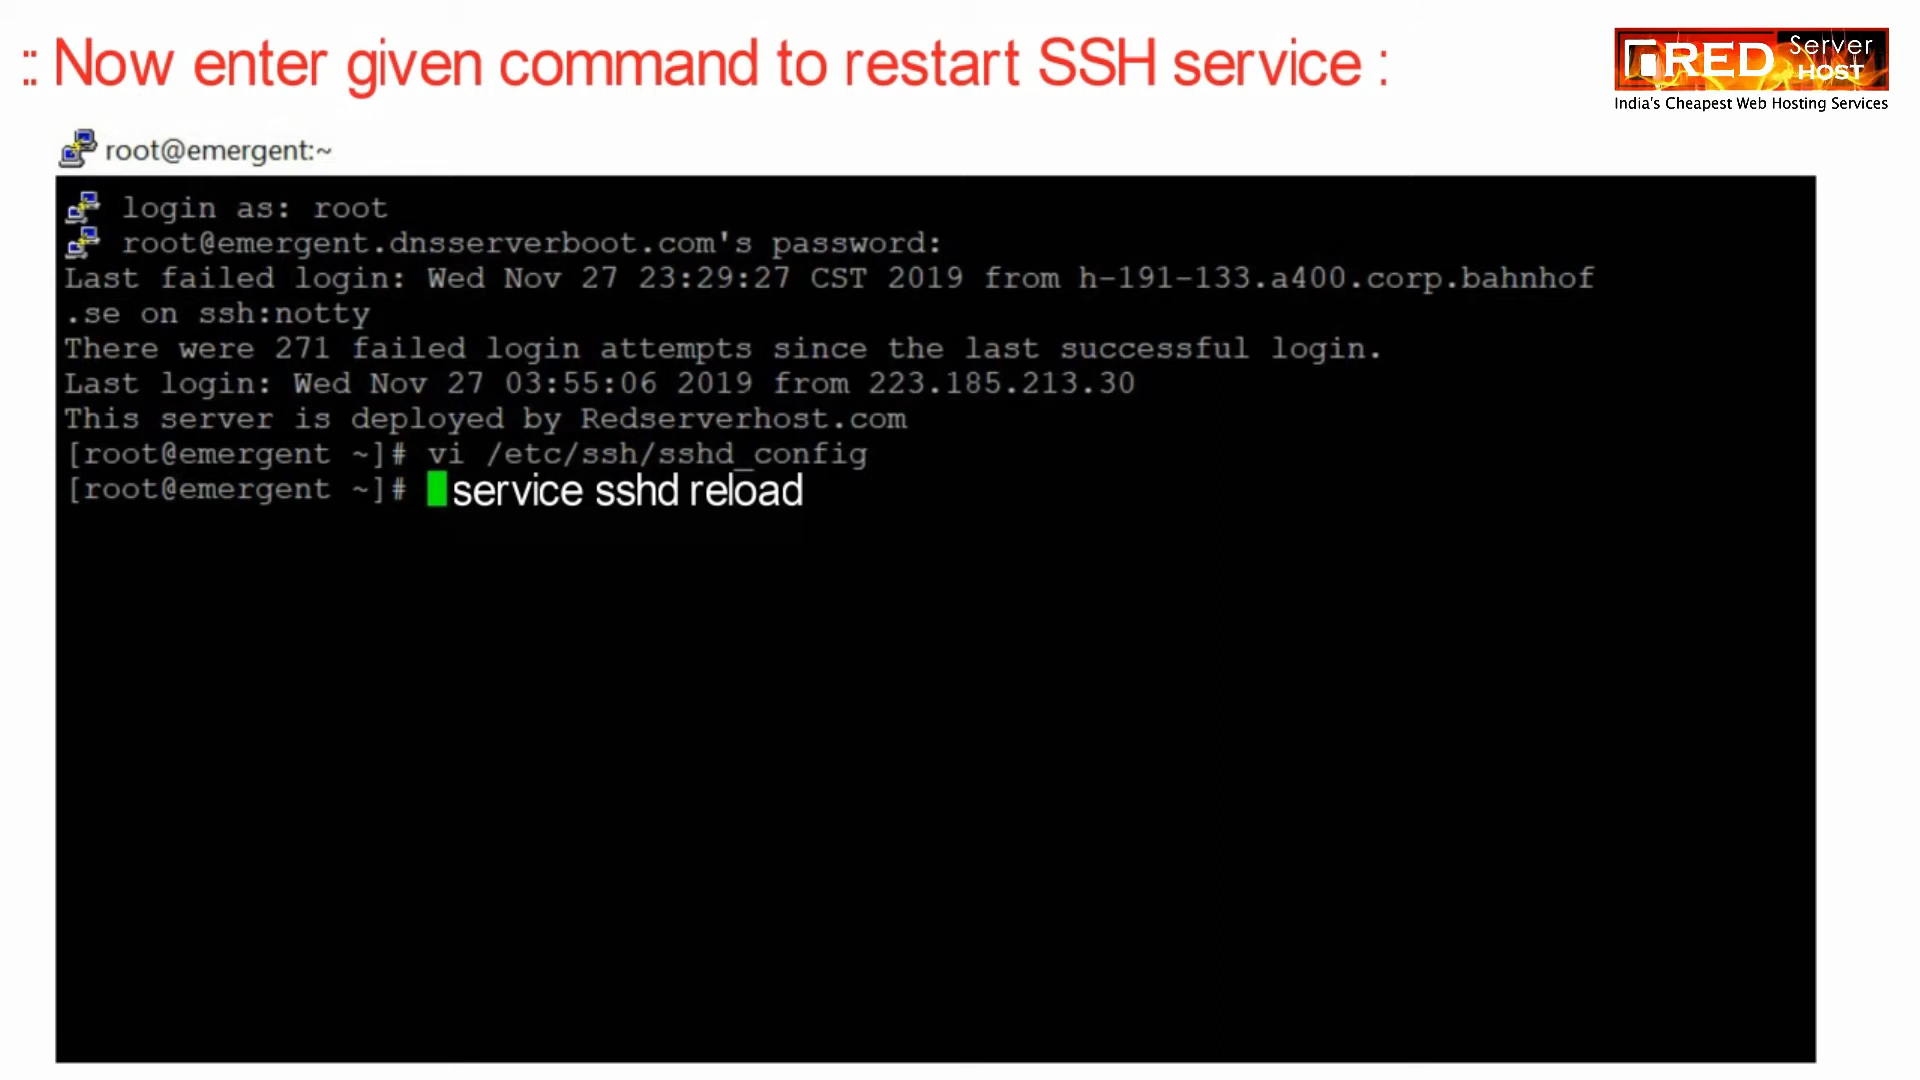 :: Now enter given command to restart SSH service :
RED Server HOST
India's Cheapest Web Hosting Services
root@emergent:~
login as: root
root@emergent.dnsserverboot.com's password:
Last failed login: Wed Nov 27 23:29:27 CST 2019 from h-191-133.a400.corp.bahnhof
.se on ssh:notty
There were 271 failed login attempts since the last successful login.
Last login: Wed Nov 27 03:55:06 2019 from 223.185.213.30
This server is deployed by Redserverhost.com
[root@emergent ~]# vi /etc/ssh/sshd_config
[root@emergent ~]# service sshd reload